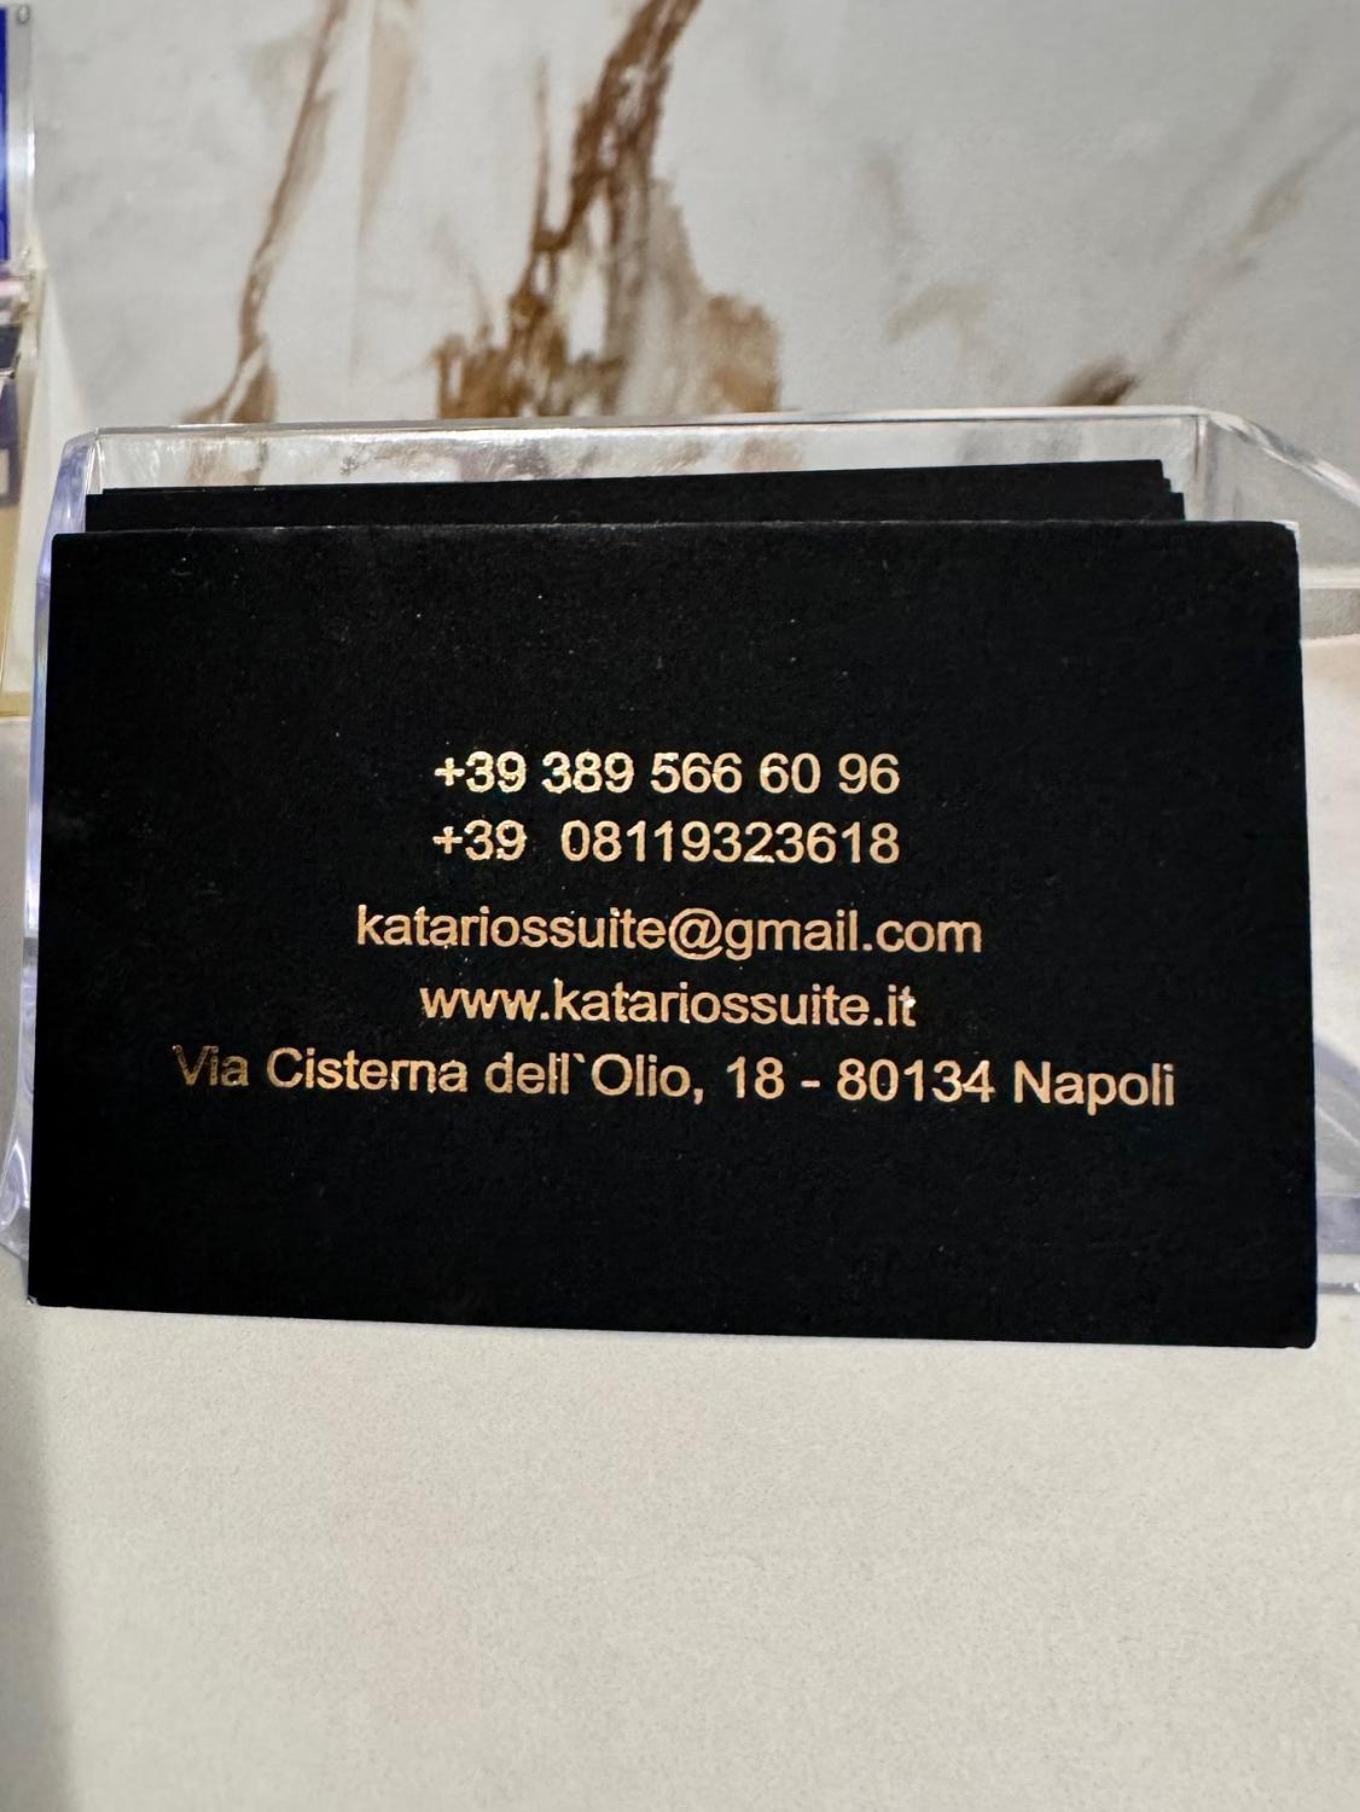 +39 389 566 60 96
+39 08119323618
katariossuite@gmail.com
www.katariossuite.it
Via Cisterna dell`Olio, 18 - 80134 Napoli